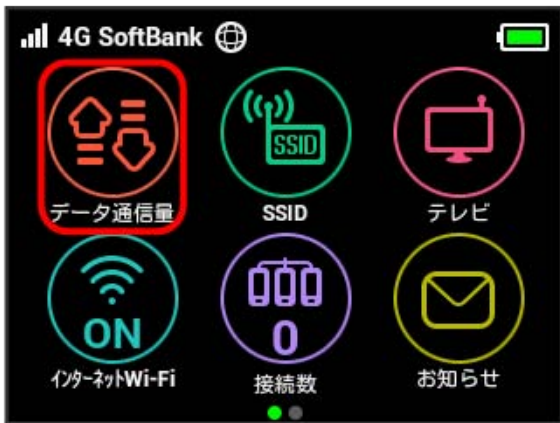 4G SoftBank
SSID
データ通信量
SSID
テレビ
ON
0
インターネットWi-Fi
接続数
お知らせ